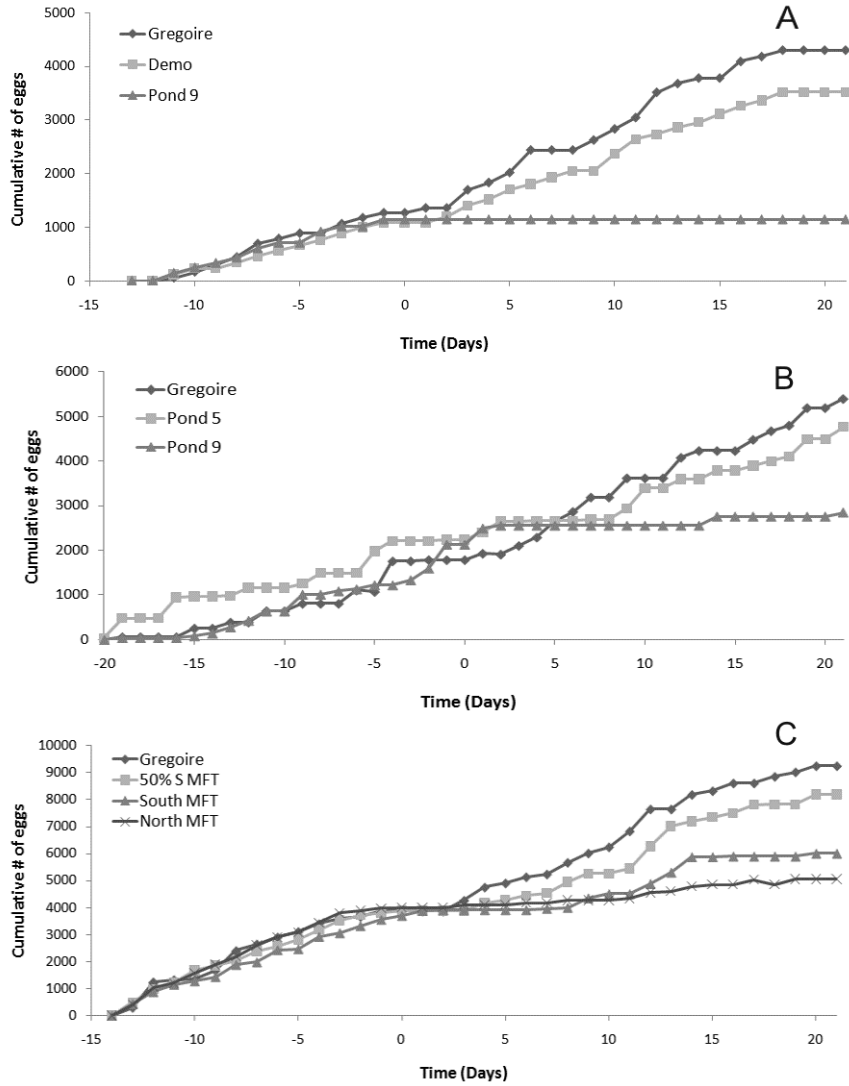 A
Gregoire
Demo
Pond 9
Cumulative # of eggs
5000
4000
3000
2000
1000
0
-15 -10 -5 0 5 10 15 20
Time (Days)
B
Gregoire
Pond 5
Pond 9
Cumulative # of eggs
6000
5000
4000
3000
2000
1000
0
-20 -15 -10 -5 0 5 10 15 20
Time (Days)
C
Gregoire
50% S MFT
South MFT
North MFT
Cumulative # of eggs
10000
9000
8000
7000
6000
5000
4000
3000
2000
1000
0
-15 -10 -5 0 5 10 15 20
Time (Days)